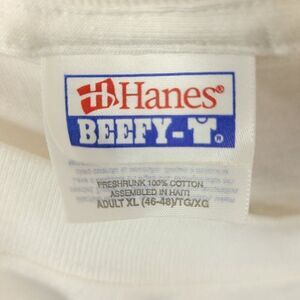 Hanes®
BEEFY-T®
PRESHRUNK 100% COTTON
ASSEMBLED IN HAITI
ADULT XL (46-48)/TG/XG